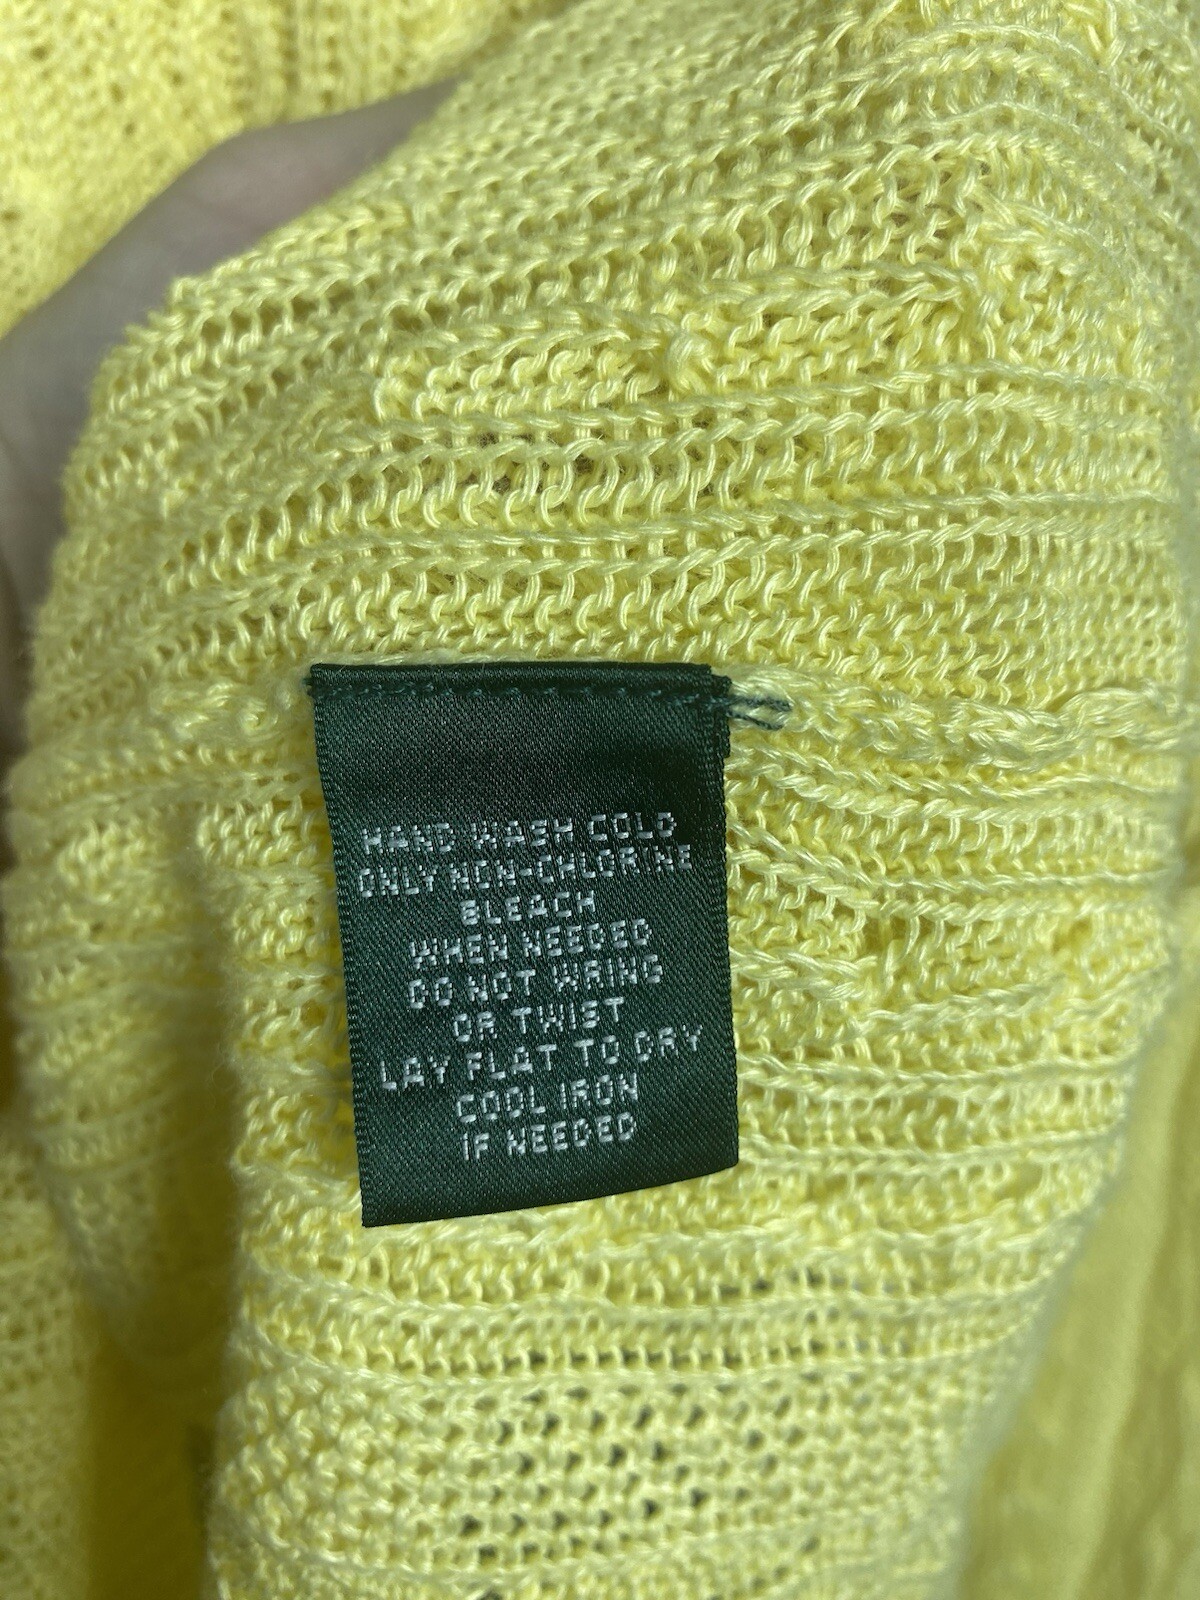 HAND WASH COLD
ONLY NON-CHLORINE
BLEACH
WHEN NEEDED
DO NOT WRING
OR TWIST
LAY FLAT TO DRY
COOL IRON
IF NEEDED